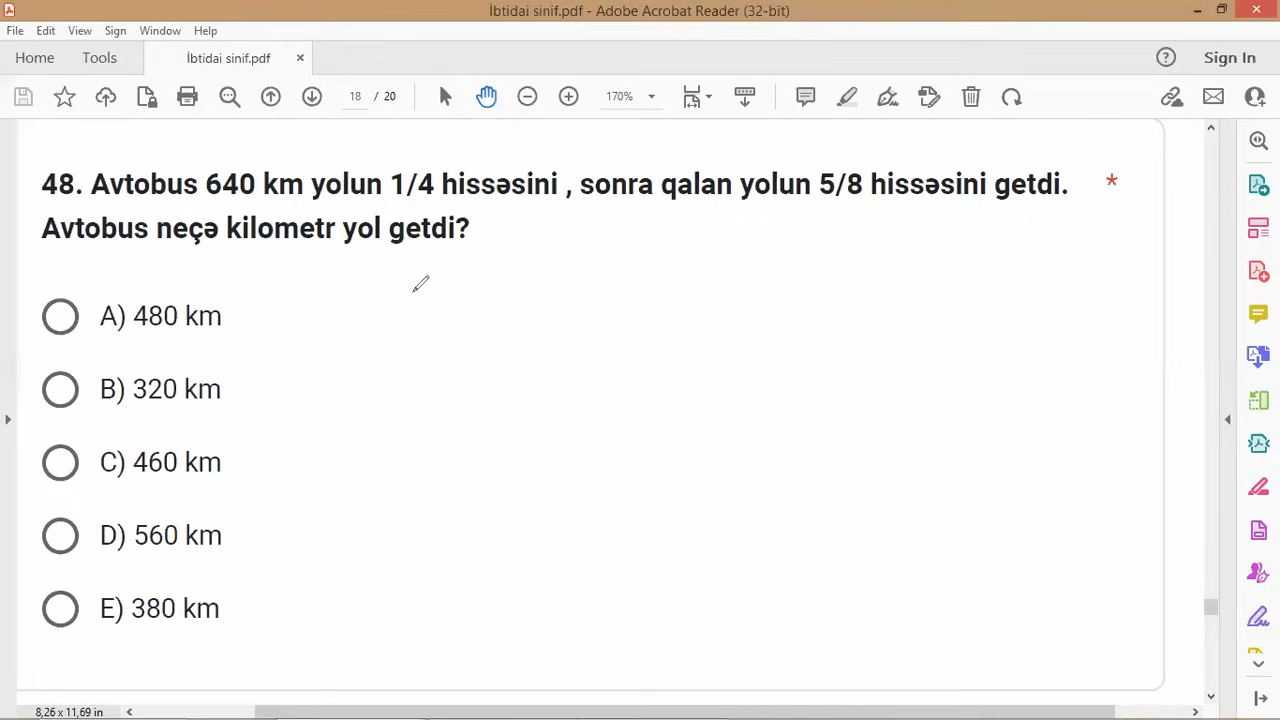 İbtidai sinif.pdf - Adobe Acrobat Reader (32-bit)
File Edit View Sign Window Help
Home Tools İbtidai sinif.pdf × Sign In
18 / 20 170%
48. Avtobus 640 km yolun 1/4 hissəsini , sonra qalan yolun 5/8 hissəsini getdi. *
Avtobus neçə kilometr yol getdi?
A) 480 km
B) 320 km
C) 460 km
D) 560 km
E) 380 km
8,26 x 11,69 in